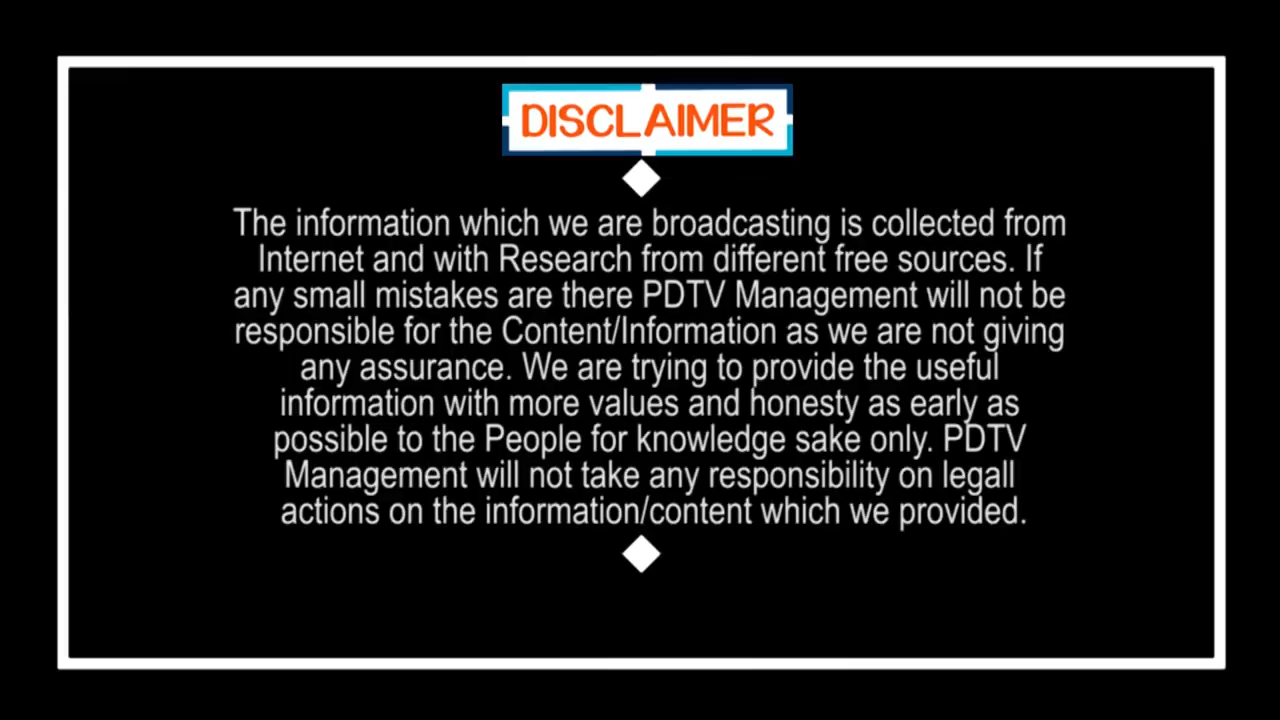 DISCLAIMER
The information which we are broadcasting is collected from
Internet and with Research from different free sources. If
any small mistakes are there PDTV Management will not be
responsible for the Content/Information as we are not giving
any assurance. We are trying to provide the useful
information with more values and honesty as early as
possible to the People for knowledge sake only. PDTV
Management will not take any responsibility on legall
actions on the information/content which we provided.